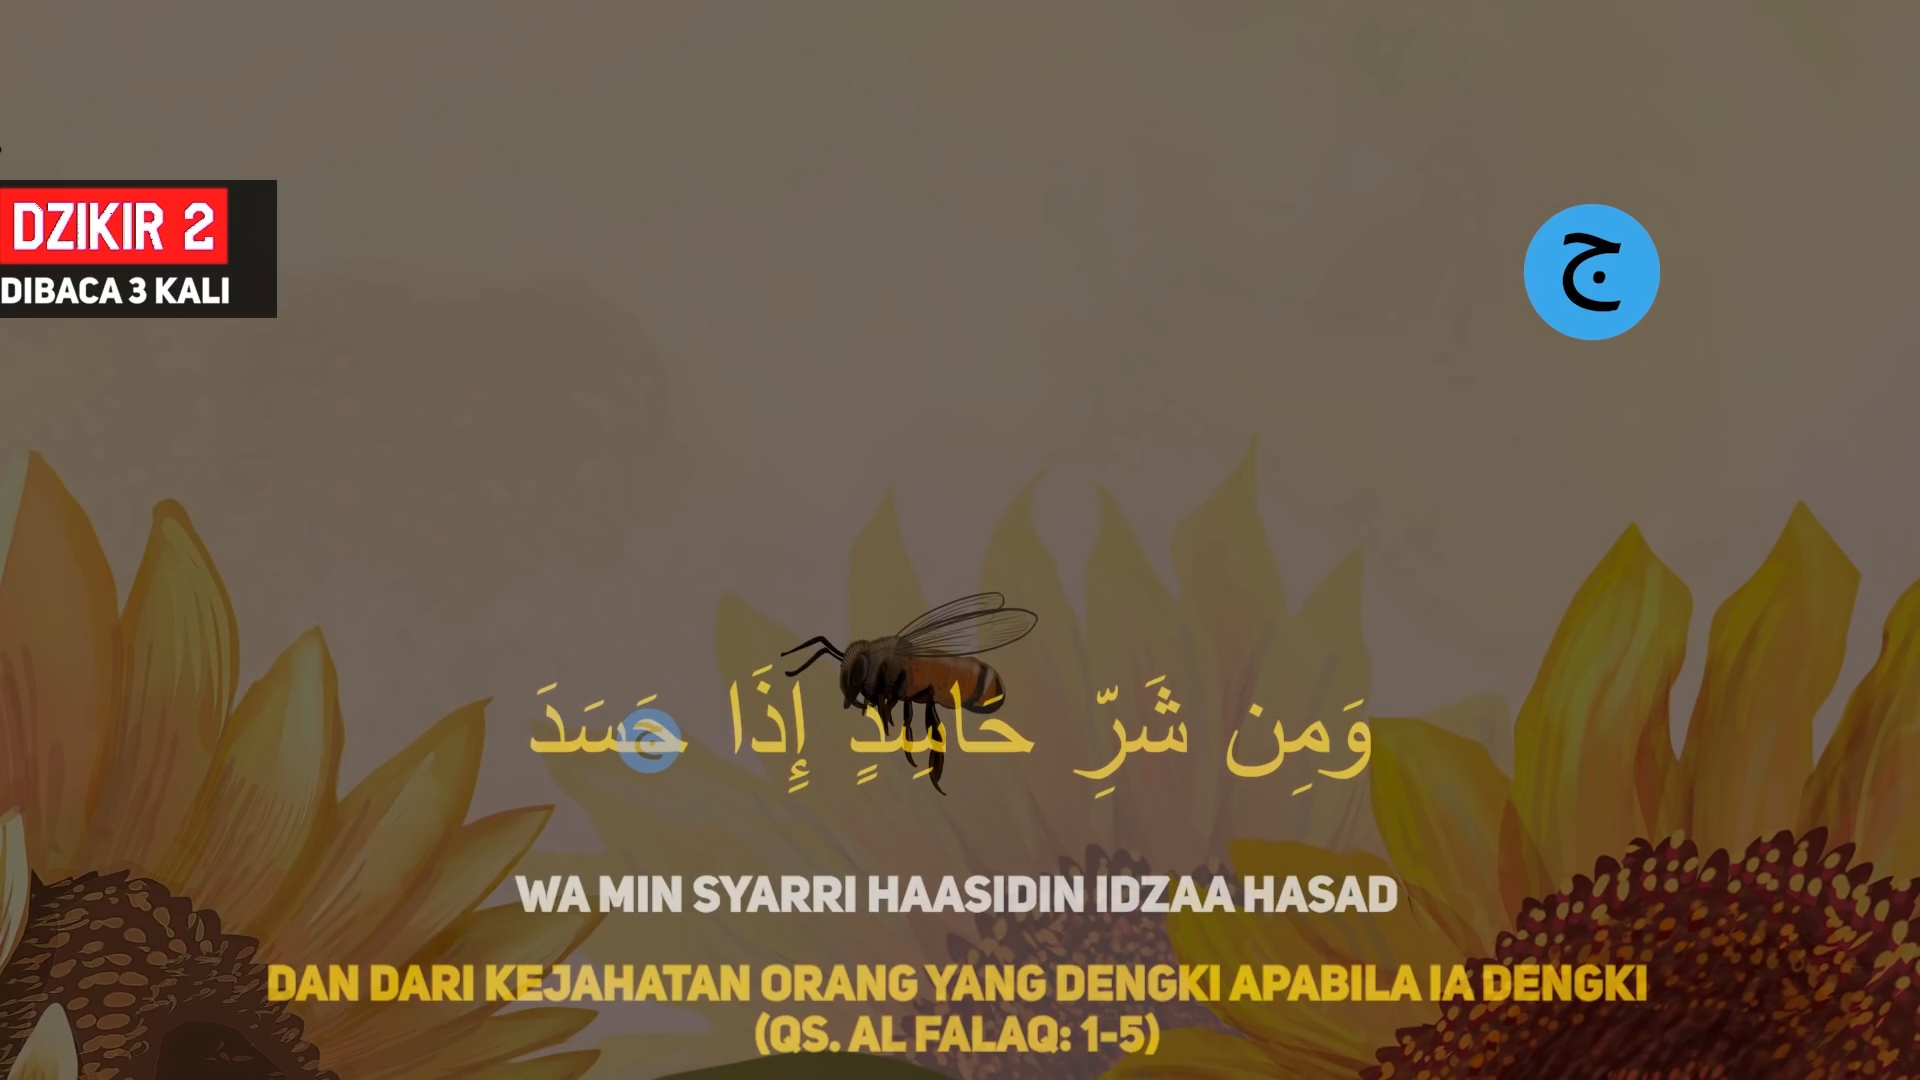 DZIKIR 2
DIBACA 3 KALI
ج
وَمِن شَرِّ حَاسِدٍ إِذَا حَسَدَ
ج
WA MIN SYARRI HAASIDIN IDZAA HASAD
DAN DARI KEJAHATAN ORANG YANG DENGKI APABILA IA DENGKI
(QS. AL FALAQ: 1-5)